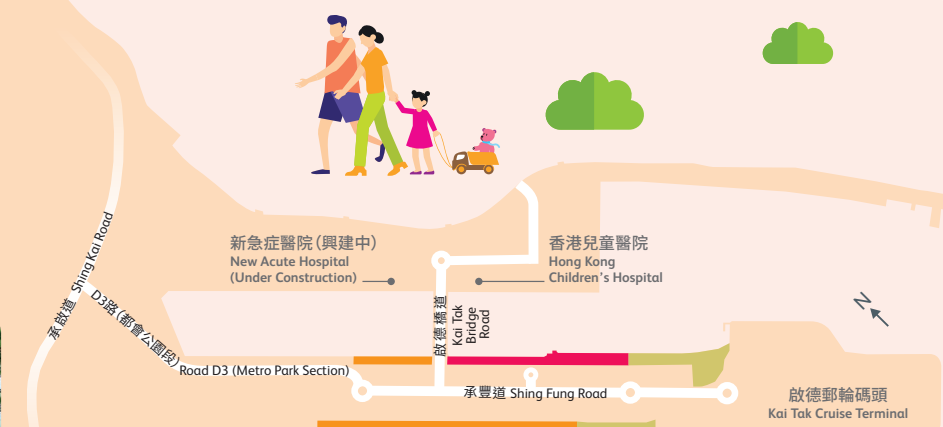 承啟道 Shing Kai Road
D3路(都會公園段)
Road D3 (Metro Park Section)
新急症醫院(興建中)
New Acute Hospital
(Under Construction)
香港兒童醫院
Hong Kong
Children's Hospital
啟德橋道
Kai Tak
Bridge
Road
承豐道 Shing Fung Road
N
啟德郵輪碼頭
Kai Tak Cruise Terminal